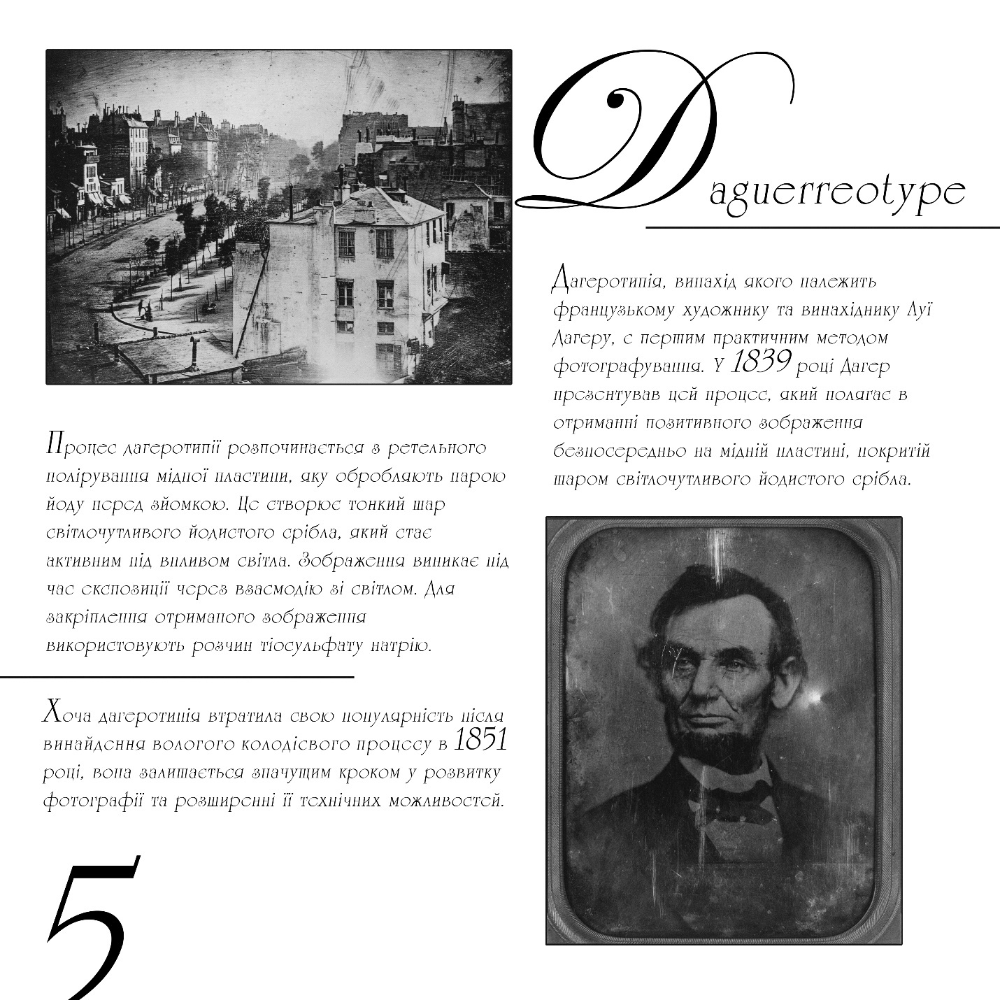 Daguerreotype
Дагеротипія, винахід якого належить
французькому художнику та винахіднику Луї
Дагеру, є першим практичним методом
фотографування. У 1839 році Дагер
презентував цей процес, який полягає в
отриманні позитивного зображення
безпосередньо на мідній пластині, покритій
шаром світлочутливого йодистого срібла.
Процес дагеротипії розпочинається з ретельного
полірування мідної пластини, яку обробляють парою
йоду перед зйомкою. Це створює тонкий шар
світлочутливого йодистого срібла, який стає
активним під впливом світла. Зображення виникає під
час експозиції через взаємодію зі світлом. Для
закріплення отриманого зображення
використовують розчин тіосульфату натрію.
Хоча дагеротипія втратила свою популярність після
винайдення вологого колодієвого процесу в 1851
році, вона залишається значущим кроком у розвитку
фотографії та розширенні її технічних можливостей.
5